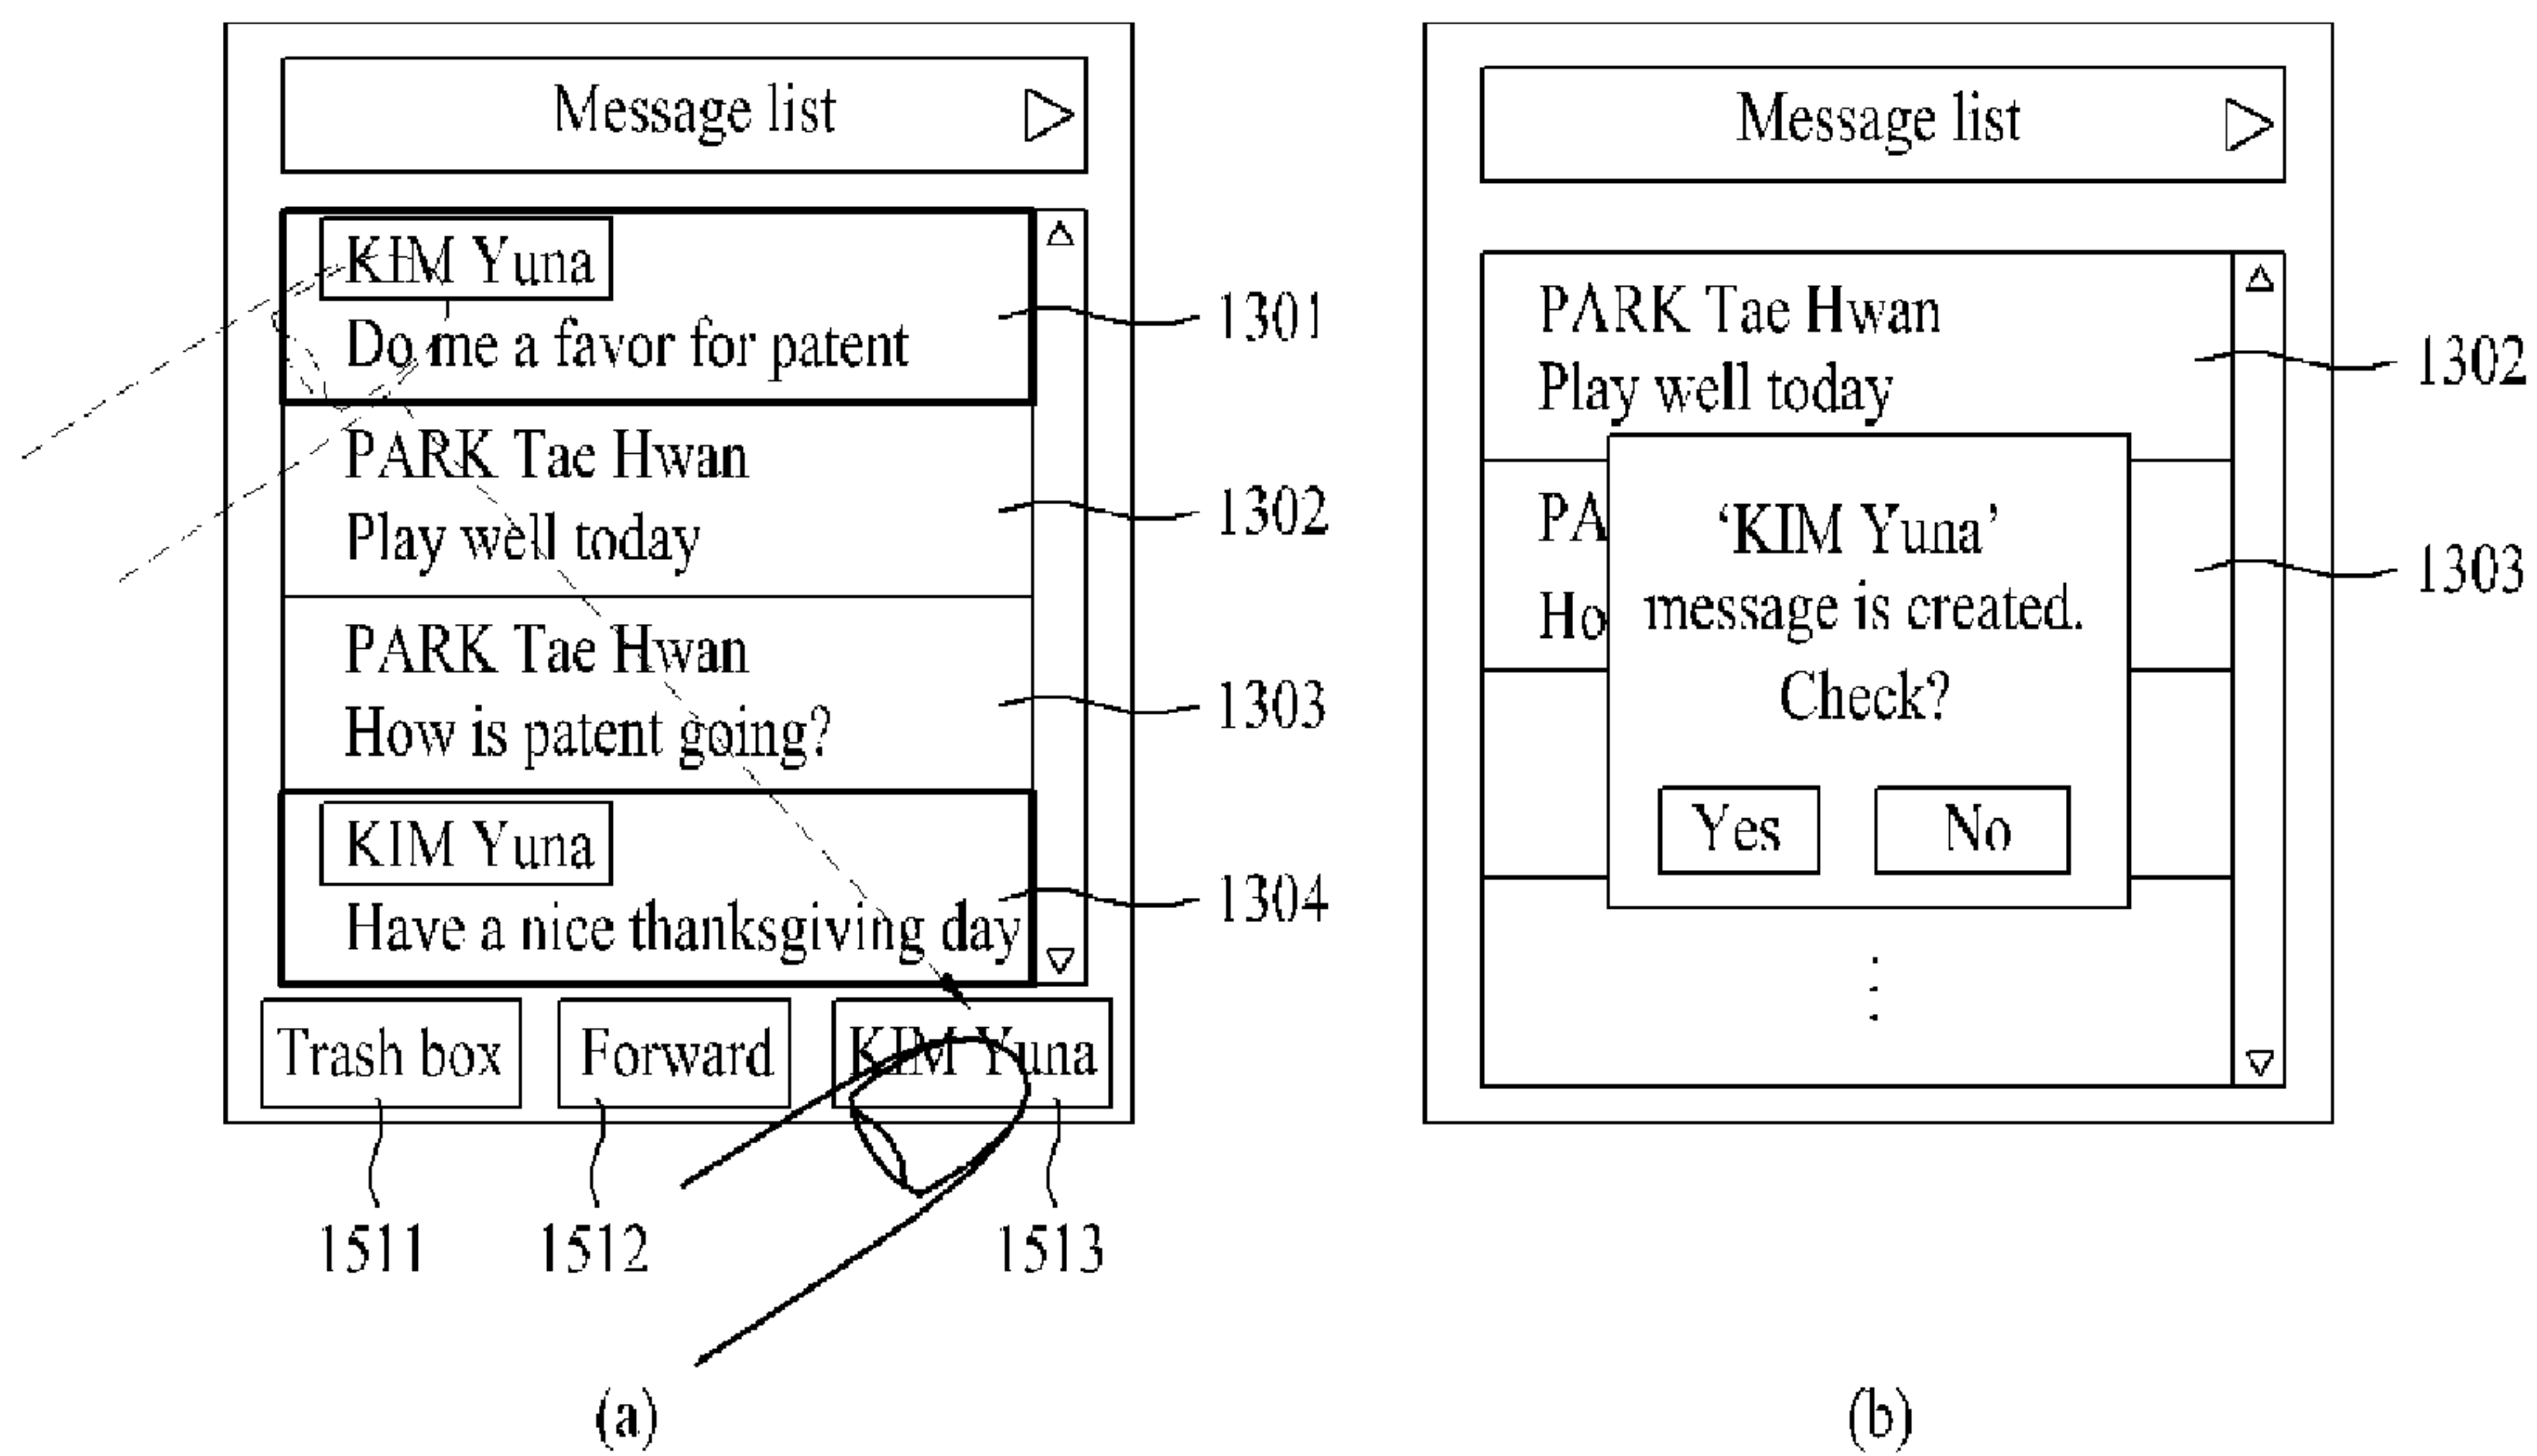 Message list
KIM Yuna
Do me a favor for patent
1301
PARK Tae Hwan
Play well today
1302
PARK Tae Hwan
How is patent going?
1303
KIM Yuna
Have a nice thanksgiving day
1304
Trash box Forward KIM Yuna
1511 1512 1513
(a)
Message list
PARK Tae Hwan
Play well today
1302
PA
Ho
1303
‘KIM Yuna’
message is created.
Check?
Yes No
(b)